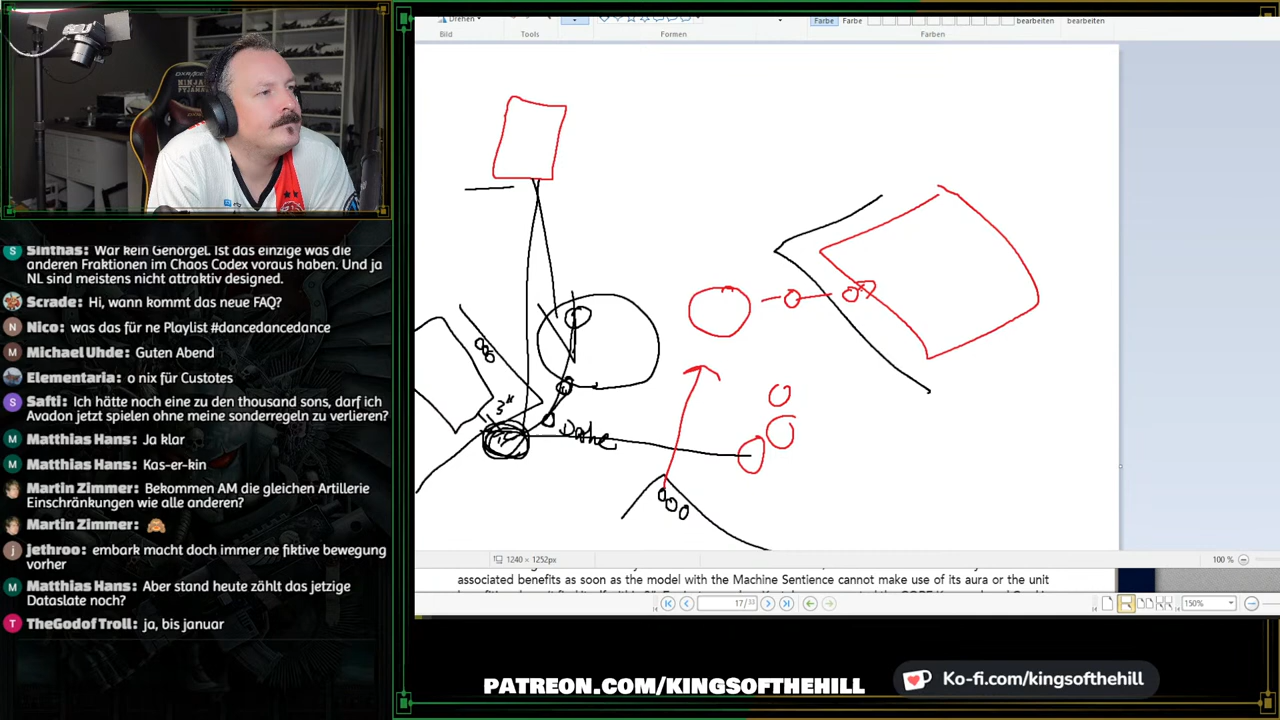 Drehen
Farbe
Farbe
bearbeiten
bearbeiten
Bild
Tools
Formen
Farben
DXRACER
NINJA
PYJAMA
S Sinthas: War kein Genörgel. Ist das einzige was die
anderen Fraktionen im Chaos Codex voraus haben. Und ja
NL sind meistens nicht attraktiv designed.
Scrade: Hi, wann kommt das neue FAQ?
N Nico: was das für ne Playlist #dancedancedance
M Michael Uhde: Guten Abend
Elementaria: o nix für Custotes
S Saftl: Ich hätte noch eine zu den thousand sons, darf ich
Avadon jetzt spielen ohne meine sonderregeln zu verlieren?
M Matthias Hans: Ja klar
M Matthias Hans: Kas-er-kin
Martin Zimmer: Bekommen AM die gleichen Artillerie
Einschränkungen wie alle anderen?
Martin Zimmer: 🙈
J jethroo: embark macht doch immer ne fiktive bewegung
vorher
M Matthias Hans: Aber stand heute zählt das jetzige
Dataslate noch?
T TheGodofTroll: ja, bis januar
3"
1240 × 1252px
100 %
associated benefits as soon as the model with the Machine Sentience cannot make use of its aura or the unit
17 / 33
150%
PATREON.COM/KINGSOFTHEHILL
Ko-fi.com/kingsofthehill